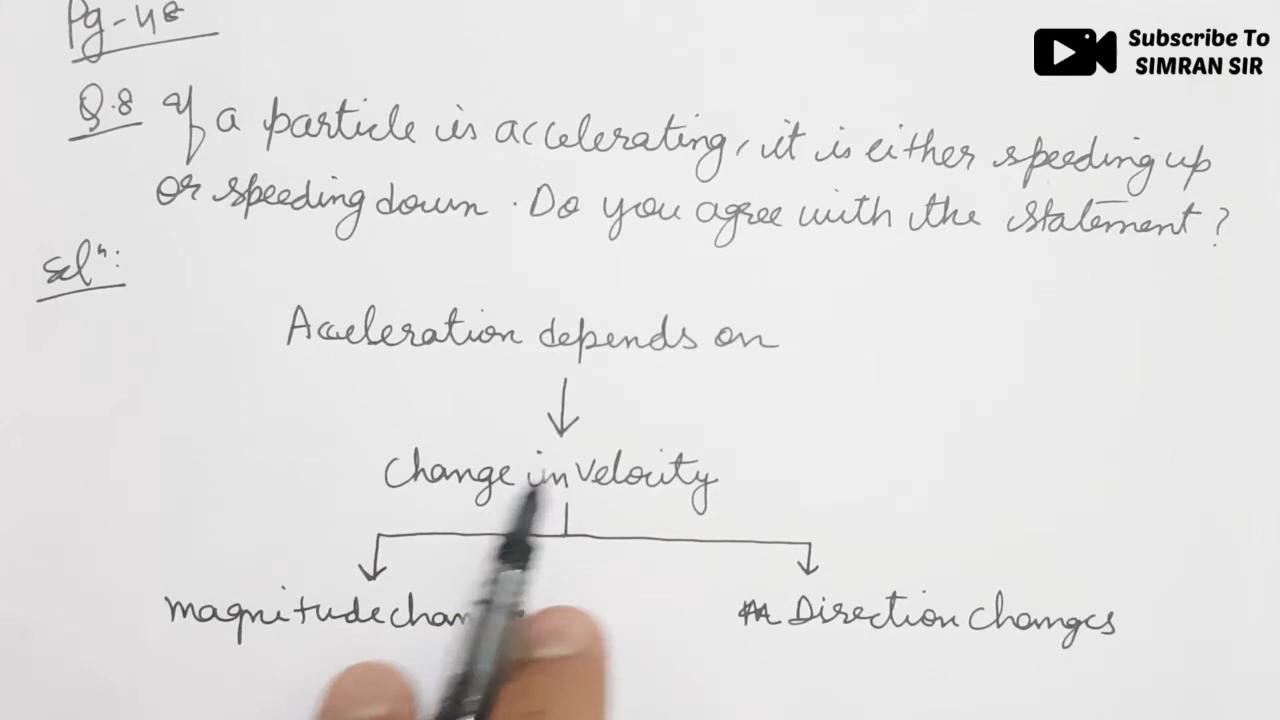 Pg-48
Subscribe To
SIMRAN SIR
Q.8 If a particle is accelerating, it is either speeding up
or speeding down. Do you agree with the statement?
Solⁿ:
Acceleration depends on
Change in velocity
magnitude
Direction Changes